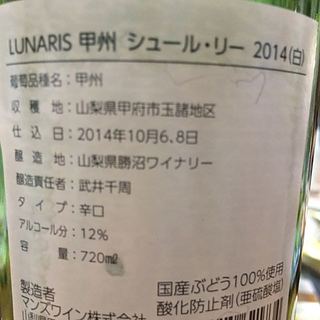 LUNARIS 甲州 シュール・リー 2014(白)
葡萄品種名：甲州
収穫地：山梨県甲府市玉諸地区
仕込日：2014年10月6、8日
醸造地：山梨県勝沼ワイナリー
醸造責任者：武井千周
タイプ：辛口
アルコール分：12%
容量：720mℓ
国産ぶどう100%使用
酸化防止剤(亜硫酸塩)
製造者
マンズワイン株式会社